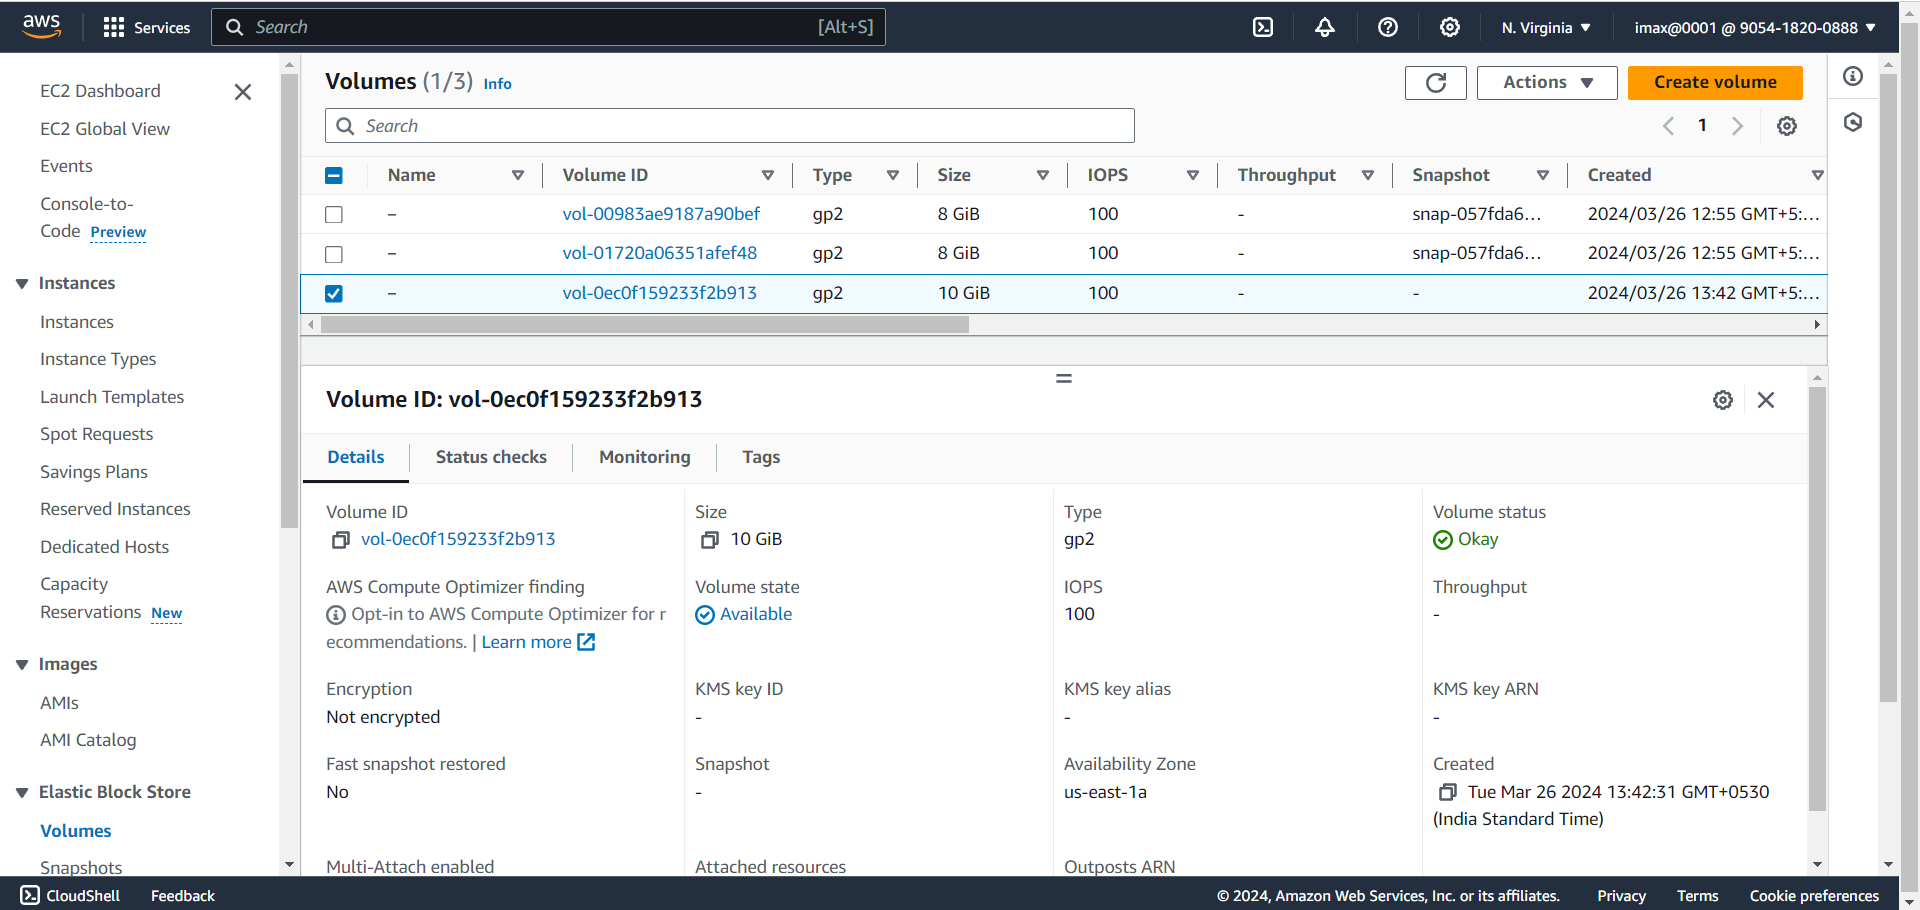 aws Services Search [Alt+S] N. Virginia imax@0001 @ 9054-1820-0888
EC2 Dashboard
EC2 Global View
Events
Console-to-
Code Preview
Instances
Instances
Instance Types
Launch Templates
Spot Requests
Savings Plans
Reserved Instances
Dedicated Hosts
Capacity
Reservations New
Images
AMIs
AMI Catalog
Elastic Block Store
Volumes
Snapshots
Volumes (1/3) Info
Actions Create volume
Search
1
Name Volume ID Type Size IOPS Throughput Snapshot Created
– vol-00983ae9187a90bef gp2 8 GiB 100 - snap-057fda6... 2024/03/26 12:55 GMT+5:...
– vol-01720a06351afef48 gp2 8 GiB 100 - snap-057fda6... 2024/03/26 12:55 GMT+5:...
– vol-0ec0f159233f2b913 gp2 10 GiB 100 - - 2024/03/26 13:42 GMT+5:...
Volume ID: vol-0ec0f159233f2b913
Details Status checks Monitoring Tags
Volume ID Size Type Volume status
vol-0ec0f159233f2b913 10 GiB gp2 Okay
AWS Compute Optimizer finding Volume state IOPS Throughput
Opt-in to AWS Compute Optimizer for r Available 100 -
ecommendations. | Learn more
Encryption KMS key ID KMS key alias KMS key ARN
Not encrypted - - -
Fast snapshot restored Snapshot Availability Zone Created
No - us-east-1a Tue Mar 26 2024 13:42:31 GMT+0530
(India Standard Time)
Multi-Attach enabled Attached resources Outposts ARN
CloudShell Feedback © 2024, Amazon Web Services, Inc. or its affiliates. Privacy Terms Cookie preferences